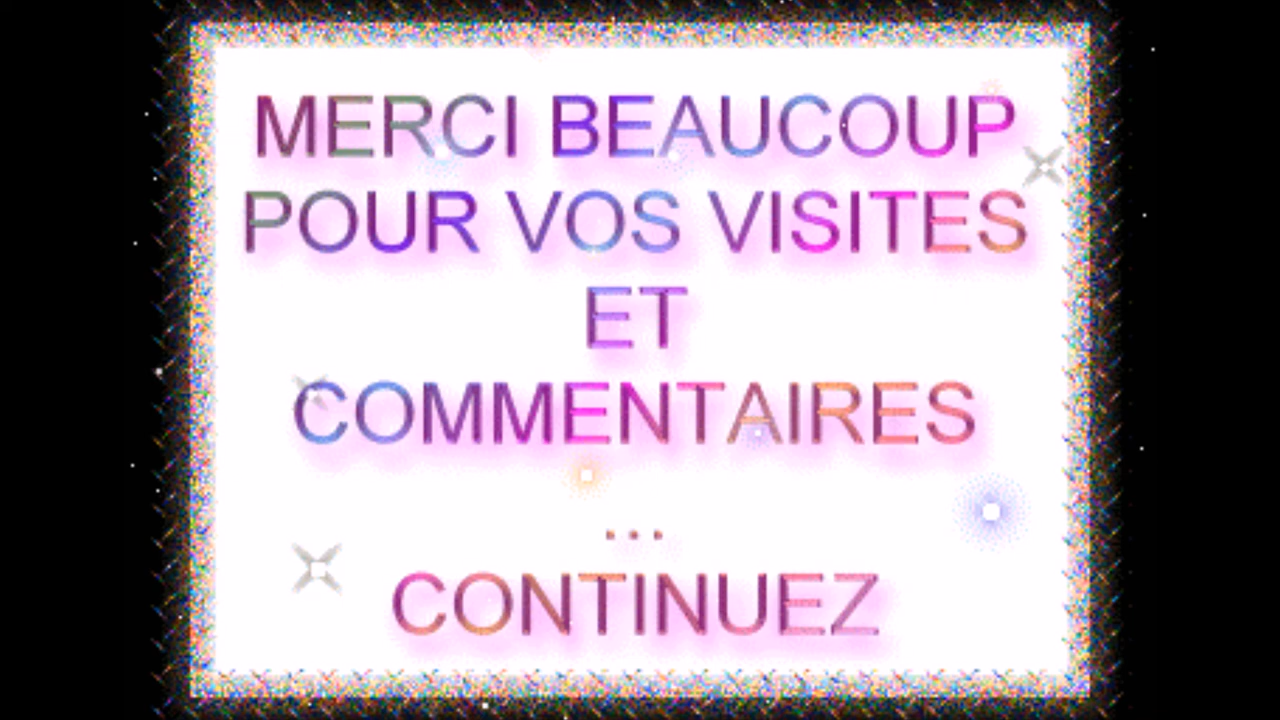 MERCI BEAUCOUP
POUR VOS VISITES
ET
COMMENTAIRES
...
CONTINUEZ